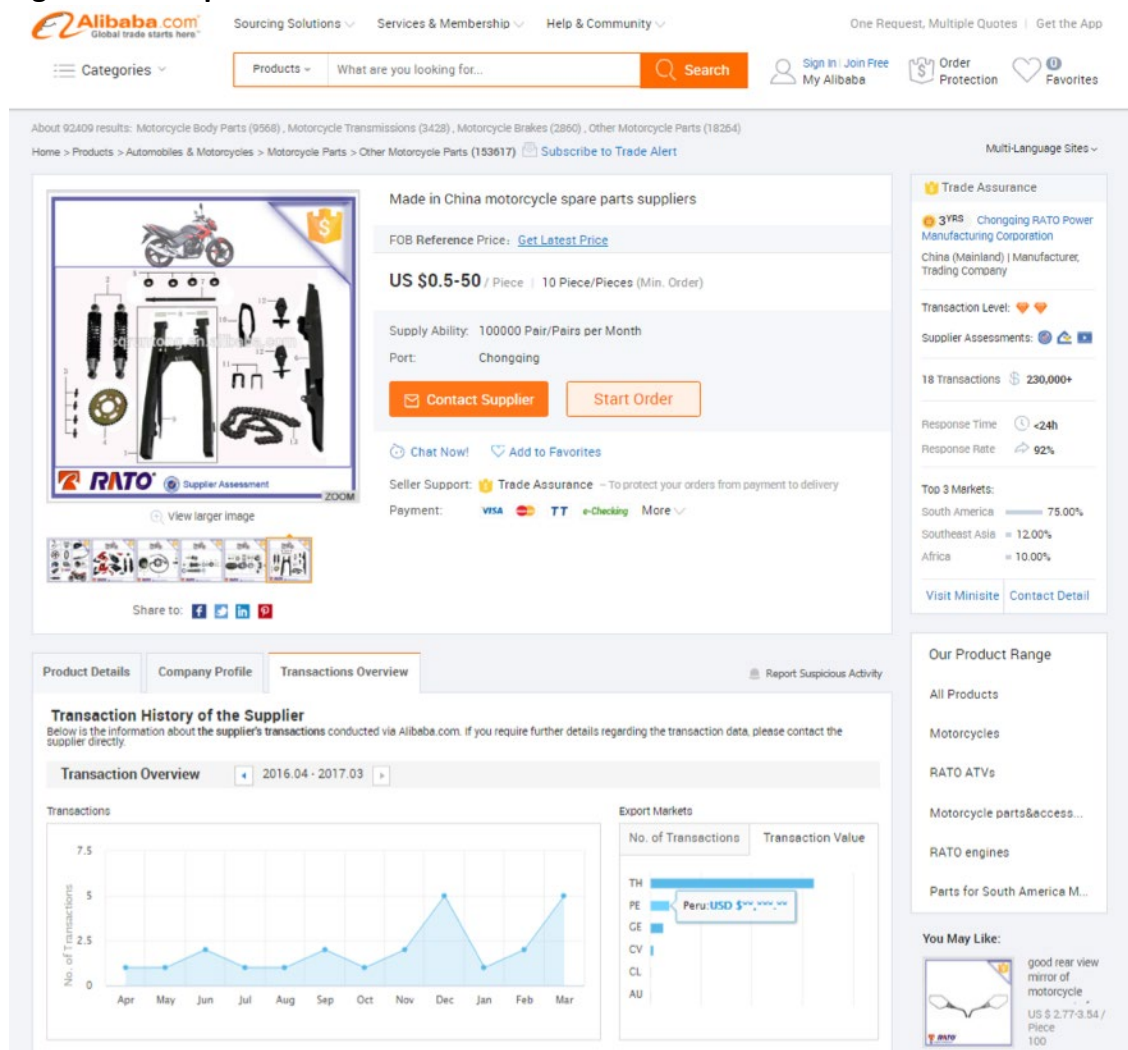 Alibaba.com
Global trade starts here™
Sourcing Solutions
Services & Membership
Help & Community
One Request, Multiple Quotes | Get the App
Categories
Products
What are you looking for...
Search
Sign In | Join Free
My Alibaba
Order
Protection
0
Favorites
About 92409 results: Motorcycle Body Parts (9568) , Motorcycle Transmissions (3428) , Motorcycle Brakes (2860) , Other Motorcycle Parts (18264)
Home > Products > Automobiles & Motorcycles > Motorcycle Parts > Other Motorcycle Parts (153617) Subscribe to Trade Alert
Multi-Language Sites
Made in China motorcycle spare parts suppliers
FOB Reference Price: Get Latest Price
US $0.5-50 / Piece | 10 Piece/Pieces (Min. Order)
Supply Ability: 100000 Pair/Pairs per Month
Port: Chongqing
Contact Supplier
Start Order
Chat Now!
Add to Favorites
Seller Support: Trade Assurance – To protect your orders from payment to delivery
Payment: VISA TT e-Checking More
RATO
Supplier Assessment
ZOOM
View larger image
Share to:
Trade Assurance
3 YRS Chongqing RATO Power
Manufacturing Corporation
China (Mainland) | Manufacturer,
Trading Company
Transaction Level:
Supplier Assessments:
18 Transactions $ 230,000+
Response Time <24h
Response Rate 92%
Top 3 Markets:
South America 75.00%
Southeast Asia 12.00%
Africa 10.00%
Visit Minisite
Contact Detail
Product Details
Company Profile
Transactions Overview
Report Suspicious Activity
Transaction History of the Supplier
Below is the information about the supplier's transactions conducted via Alibaba.com. If you require further details regarding the transaction data, please contact the
supplier directly.
Transaction Overview
2016.04 - 2017.03
Transactions
7.5
5
2.5
0
No. of Transactions
Apr May Jun Jul Aug Sep Oct Nov Dec Jan Feb Mar
Export Markets
No. of Transactions
Transaction Value
TH
PE
Peru:USD $**,***.**
GE
CV
CL
AU
Our Product Range
All Products
Motorcycles
RATO ATVs
Motorcycle parts&access...
RATO engines
Parts for South America M...
You May Like:
good rear view
mirror of
motorcycle
US $ 2.77-3.54 /
Piece
100
RATO